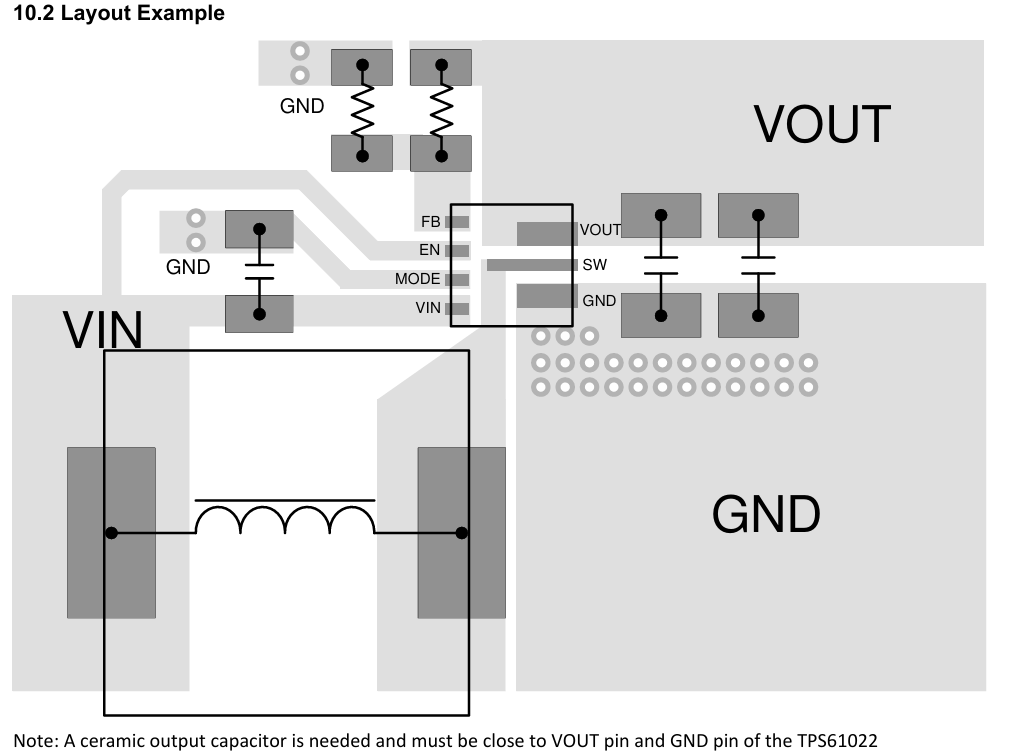 10.2 Layout Example
GND
VOUT
FB
VOUT
EN
SW
GND
MODE
GND
VIN
VIN
GND
Note: A ceramic output capacitor is needed and must be close to VOUT pin and GND pin of the TPS61022